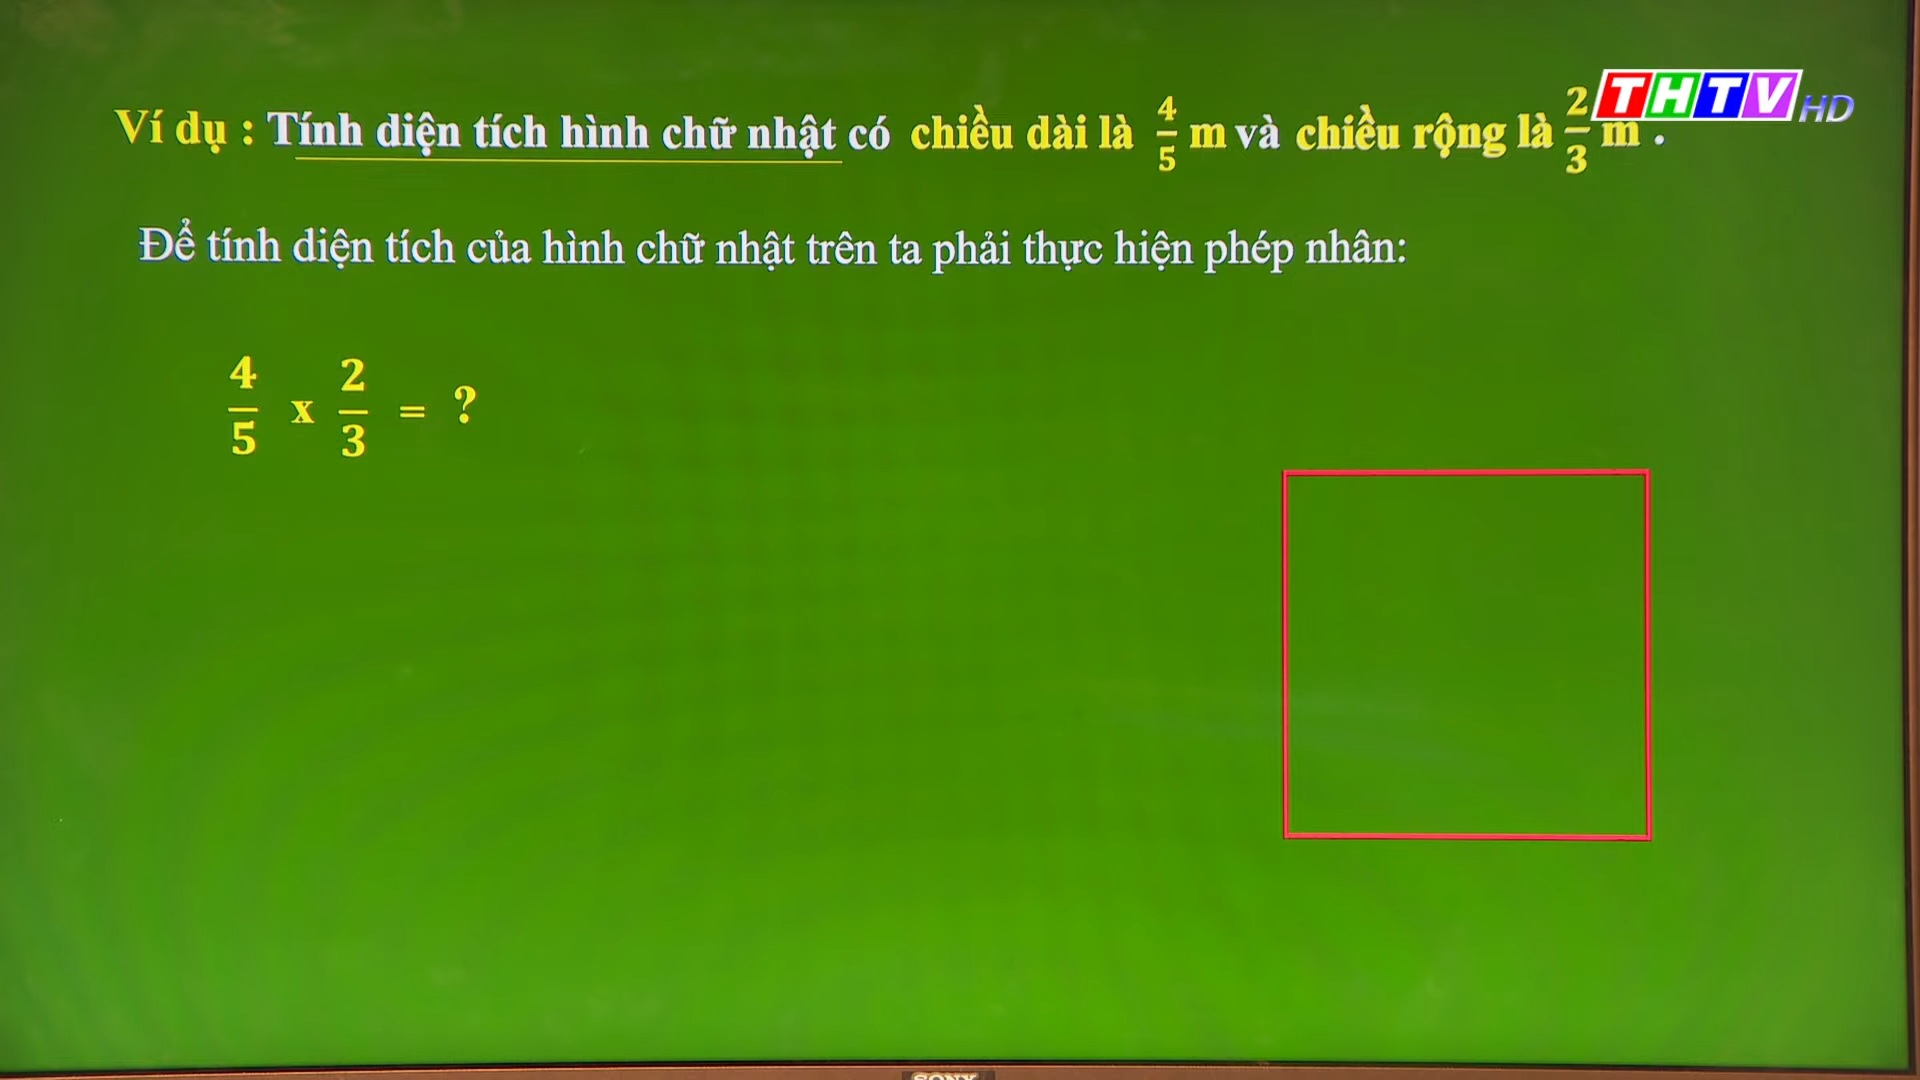 Ví dụ : Tính diện tích hình chữ nhật có chiều dài là 4/5 m và chiều rộng là 2/3 m .
THTV HD
Để tính diện tích của hình chữ nhật trên ta phải thực hiện phép nhân:
4/5 x 2/3 = ?
SONY